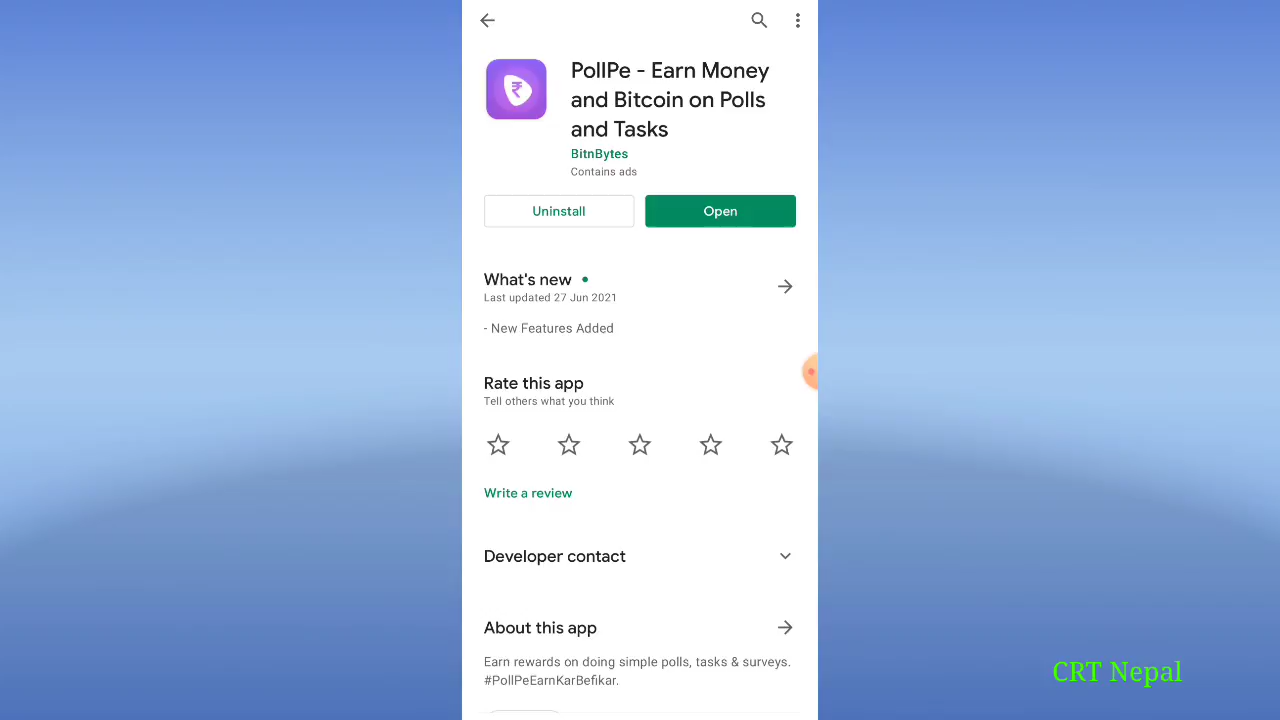 PollPe - Earn Money
and Bitcoin on Polls
and Tasks
BitnBytes
Contains ads
Uninstall
Open
What's new
Last updated 27 Jun 2021
- New Features Added
Rate this app
Tell others what you think
Write a review
Developer contact
About this app
Earn rewards on doing simple polls, tasks & surveys.
#PollPeEarnKarBefikar.
CRT Nepal